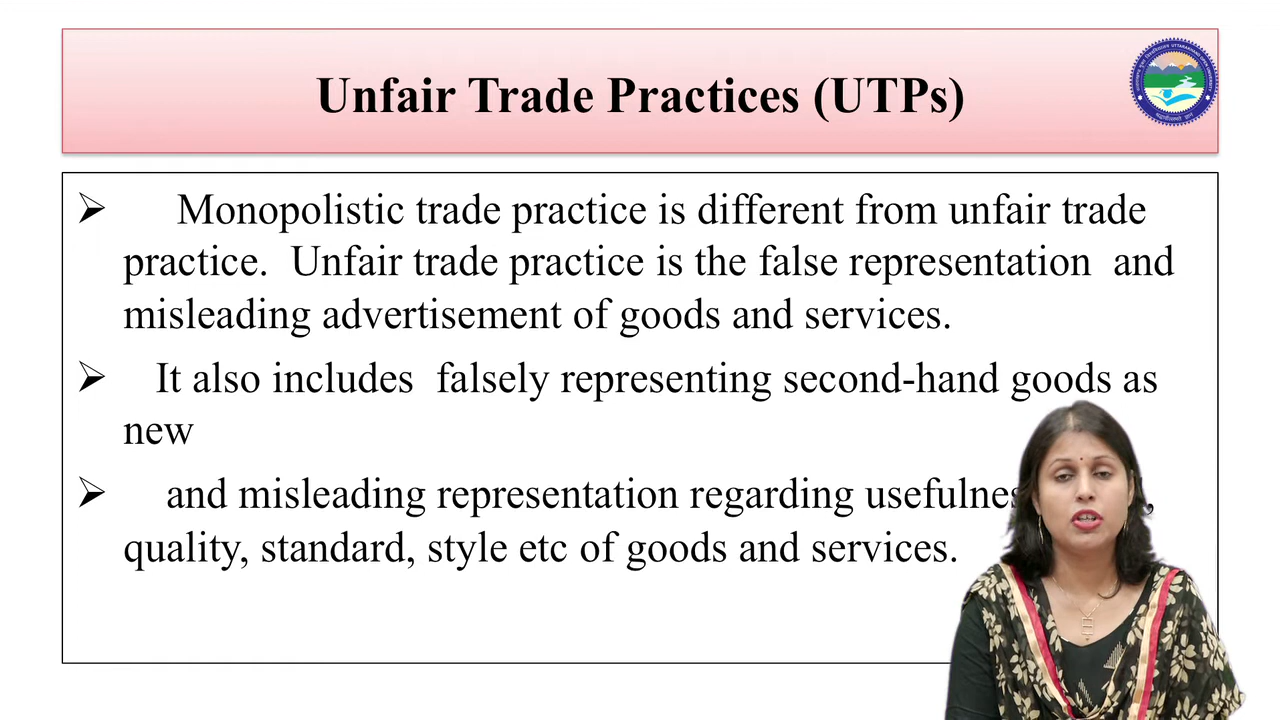 Unfair Trade Practices (UTPs)
➢ Monopolistic trade practice is different from unfair trade
practice. Unfair trade practice is the false representation and
misleading advertisement of goods and services.
➢ It also includes falsely representing second-hand goods as
new
➢ and misleading representation regarding
quality, standard, style etc of goods and services.